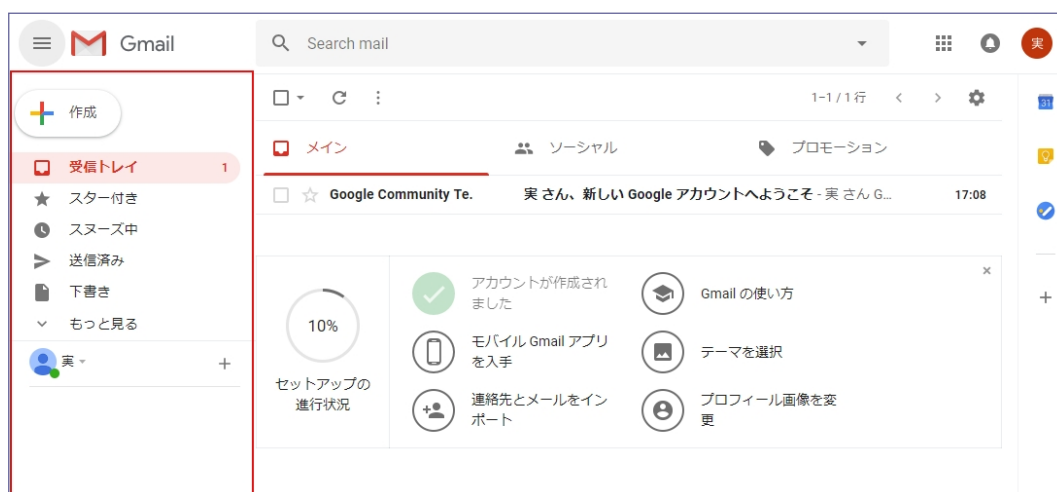 Gmail
Search mail
実
作成
受信トレイ 1
スター付き
スヌーズ中
送信済み
下書き
もっと見る
実
1-1 / 1 行
31
メイン
ソーシャル
プロモーション
Google Community Te. 実 さん、新しい Google アカウントへようこそ - 実 さん G... 17:08
10%
セットアップの
進行状況
アカウントが作成され
ました
モバイル Gmail アプリ
を入手
連絡先とメールをイン
ポート
Gmail の使い方
テーマを選択
プロフィール画像を変
更